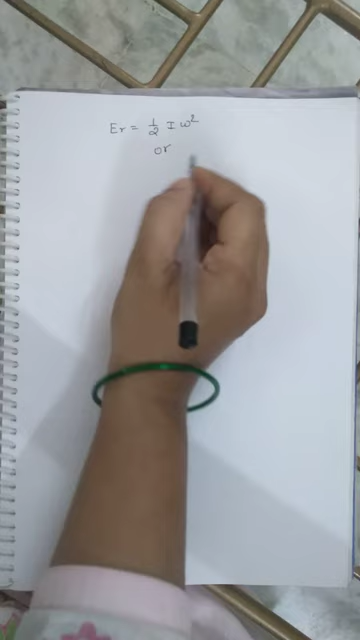 Er = 1/2 I ω²
or